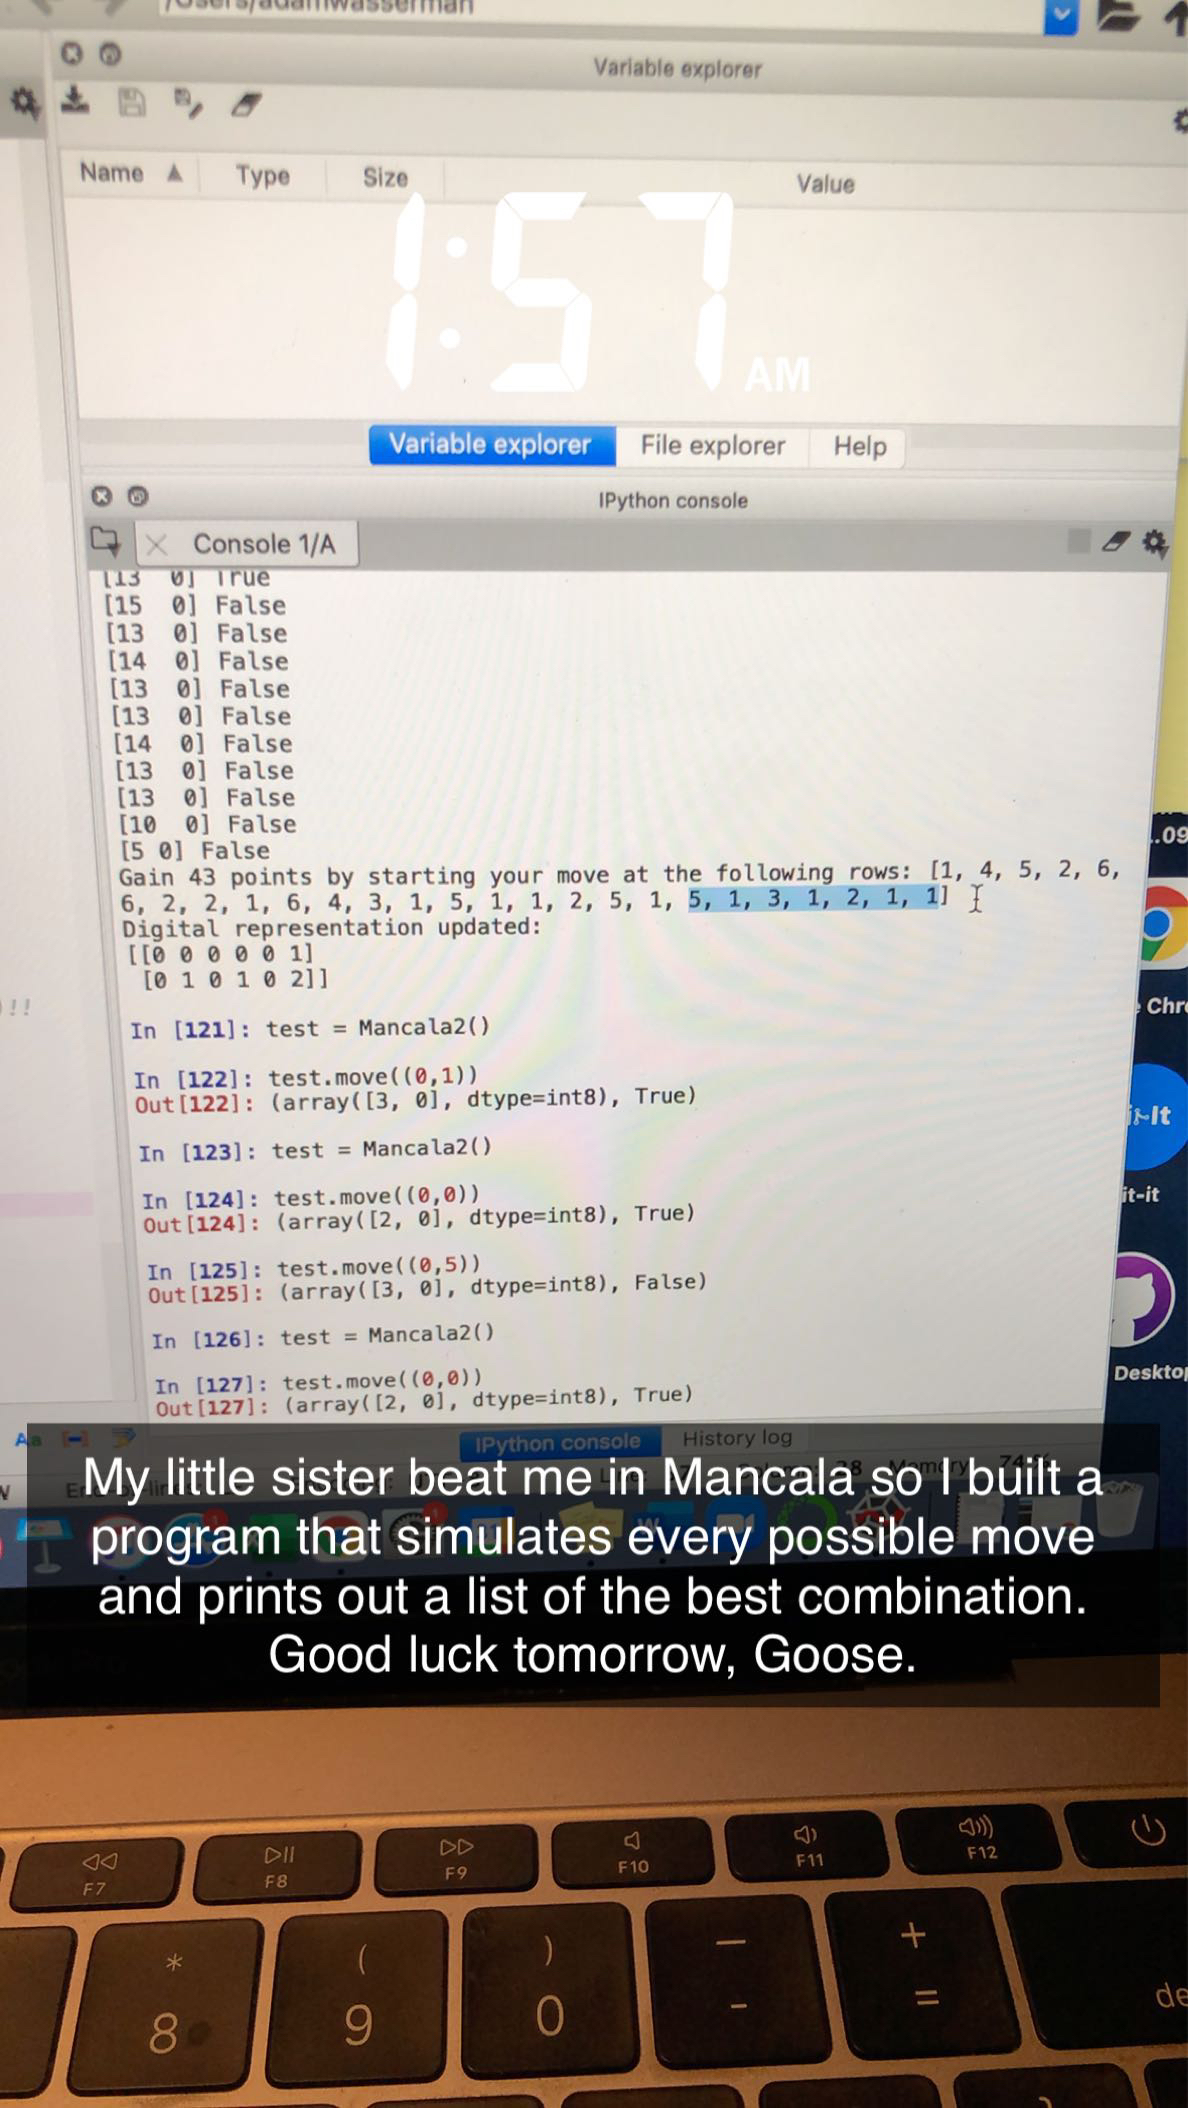 /Users/adamwasserman
Variable explorer
Name Type Size Value
1:57 AM
Variable explorer File explorer Help
IPython console
Console 1/A
[13  0] True
[15  0] False
[13  0] False
[14  0] False
[13  0] False
[13  0] False
[14  0] False
[13  0] False
[13  0] False
[10  0] False
[5 0] False
Gain 43 points by starting your move at the following rows: [1, 4, 5, 2, 6,
6, 2, 2, 1, 6, 4, 3, 1, 5, 1, 1, 2, 5, 1, 5, 1, 3, 1, 2, 1, 1]
Digital representation updated:
[[0 0 0 0 0 1]
[0 1 0 1 0 2]]
!!
In [121]: test = Mancala2()
In [122]: test.move((0,1))
Out[122]: (array([3, 0], dtype=int8), True)
In [123]: test = Mancala2()
In [124]: test.move((0,0))
Out[124]: (array([2, 0], dtype=int8), True)
In [125]: test.move((0,5))
Out[125]: (array([3, 0], dtype=int8), False)
In [126]: test = Mancala2()
In [127]: test.move((0,0))
Out[127]: (array([2, 0], dtype=int8), True)
..09
Chr
it-it
Desktop
Aa
IPython console History log
Memory
My little sister beat me in Mancala so I built a
program that simulates every possible move
and prints out a list of the best combination.
Good luck tomorrow, Goose.
F7 F8 F9 F10 F11 F12
* ( ) — +
8 9 0 - =
de